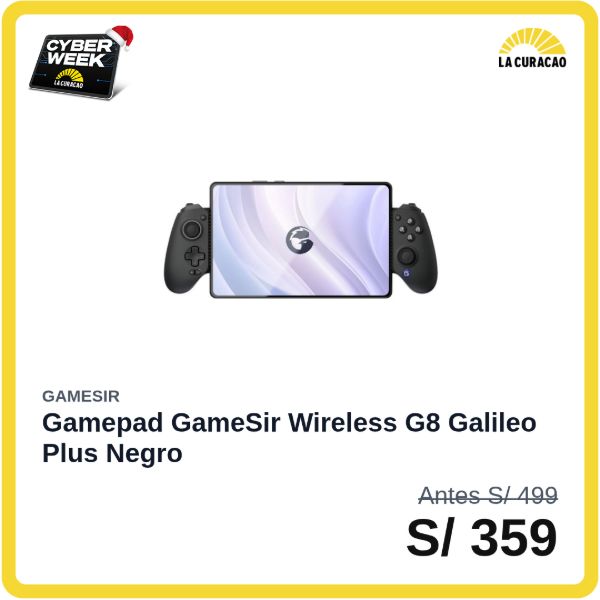 CYBER
WEEK
LA CURACAO
LA CURACAO
GAMESIR
Gamepad GameSir Wireless G8 Galileo
Plus Negro
Antes S/ 499
S/ 359